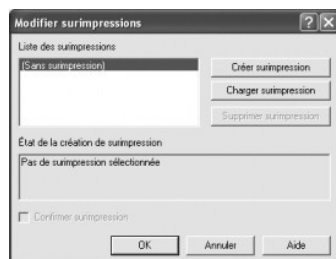 Modifier surimpressions
Liste des surimpressions
(Sans surimpression)
Créer surimpression
Charger surimpression
Supprimer surimpression
État de la création de surimpression
Pas de surimpression sélectionnée
Confirmer surimpression
OK
Annuler
Aide